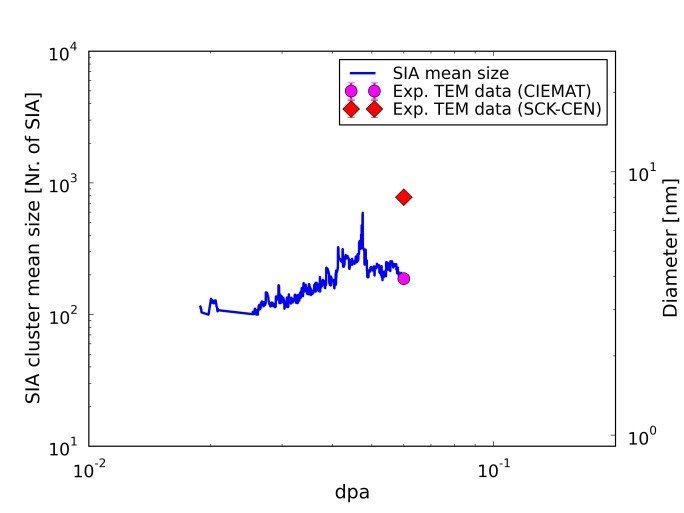 SIA mean size
Exp. TEM data (CIEMAT)
Exp. TEM data (SCK-CEN)
10^4
10^3
10^2
10^1
SIA cluster mean size [Nr. of SIA]
10^1
10^0
Diameter [nm]
10^-2
10^-1
dpa